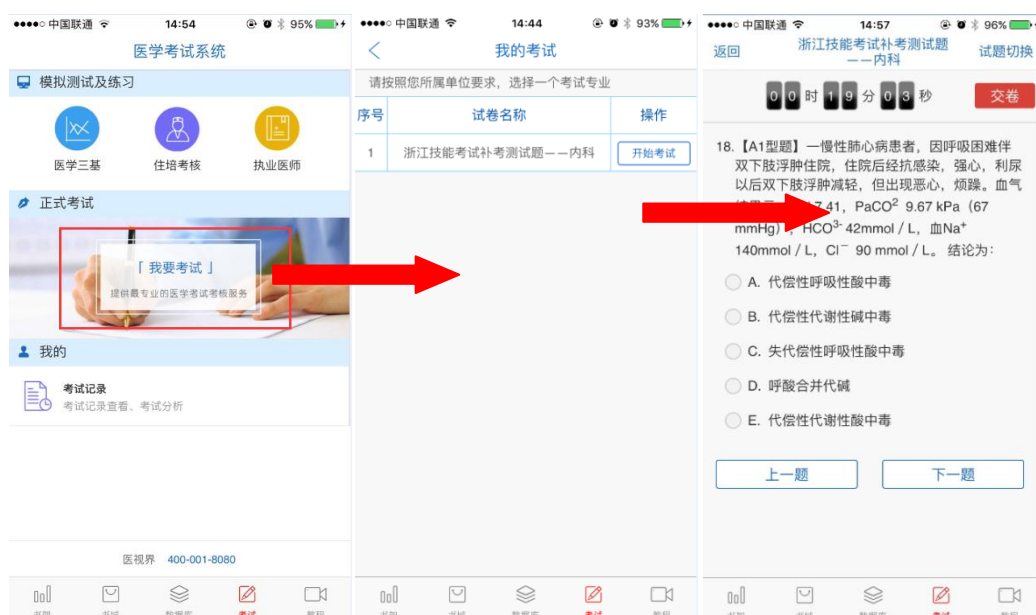 中国联通 14:54 95%
医学考试系统
模拟测试及练习
医学三基 住培考核 执业医师
正式考试
「 我要考试 」
提供最专业的医学考试考核服务
我的
考试记录
考试记录查看、考试分析
医视界 400-001-8080
考试
中国联通 14:44 93%
我的考试
请按照您所属单位要求，选择一个考试专业
序号 试卷名称 操作
1 浙江技能考试补考测试题——内科 开始考试
考试
中国联通 14:57 96%
返回 浙江技能考试补考测试题 试题切换
——内科
00 时 19 分 03 秒 交卷
18.【A1型题】一慢性肺心病患者，因呼吸困难伴
双下肢浮肿住院，住院后经抗感染，强心，利尿
以后双下肢浮肿减轻，但出现恶心，烦躁。血气
7.41，PaCO² 9.67 kPa（67
mmHg），HCO³⁻ 42mmol / L，血Na⁺
140mmol / L，Cl⁻ 90 mmol / L。结论为：
A. 代偿性呼吸性酸中毒
B. 代偿性代谢性碱中毒
C. 失代偿性呼吸性酸中毒
D. 呼酸合并代碱
E. 代偿性代谢性酸中毒
上一题 下一题
考试